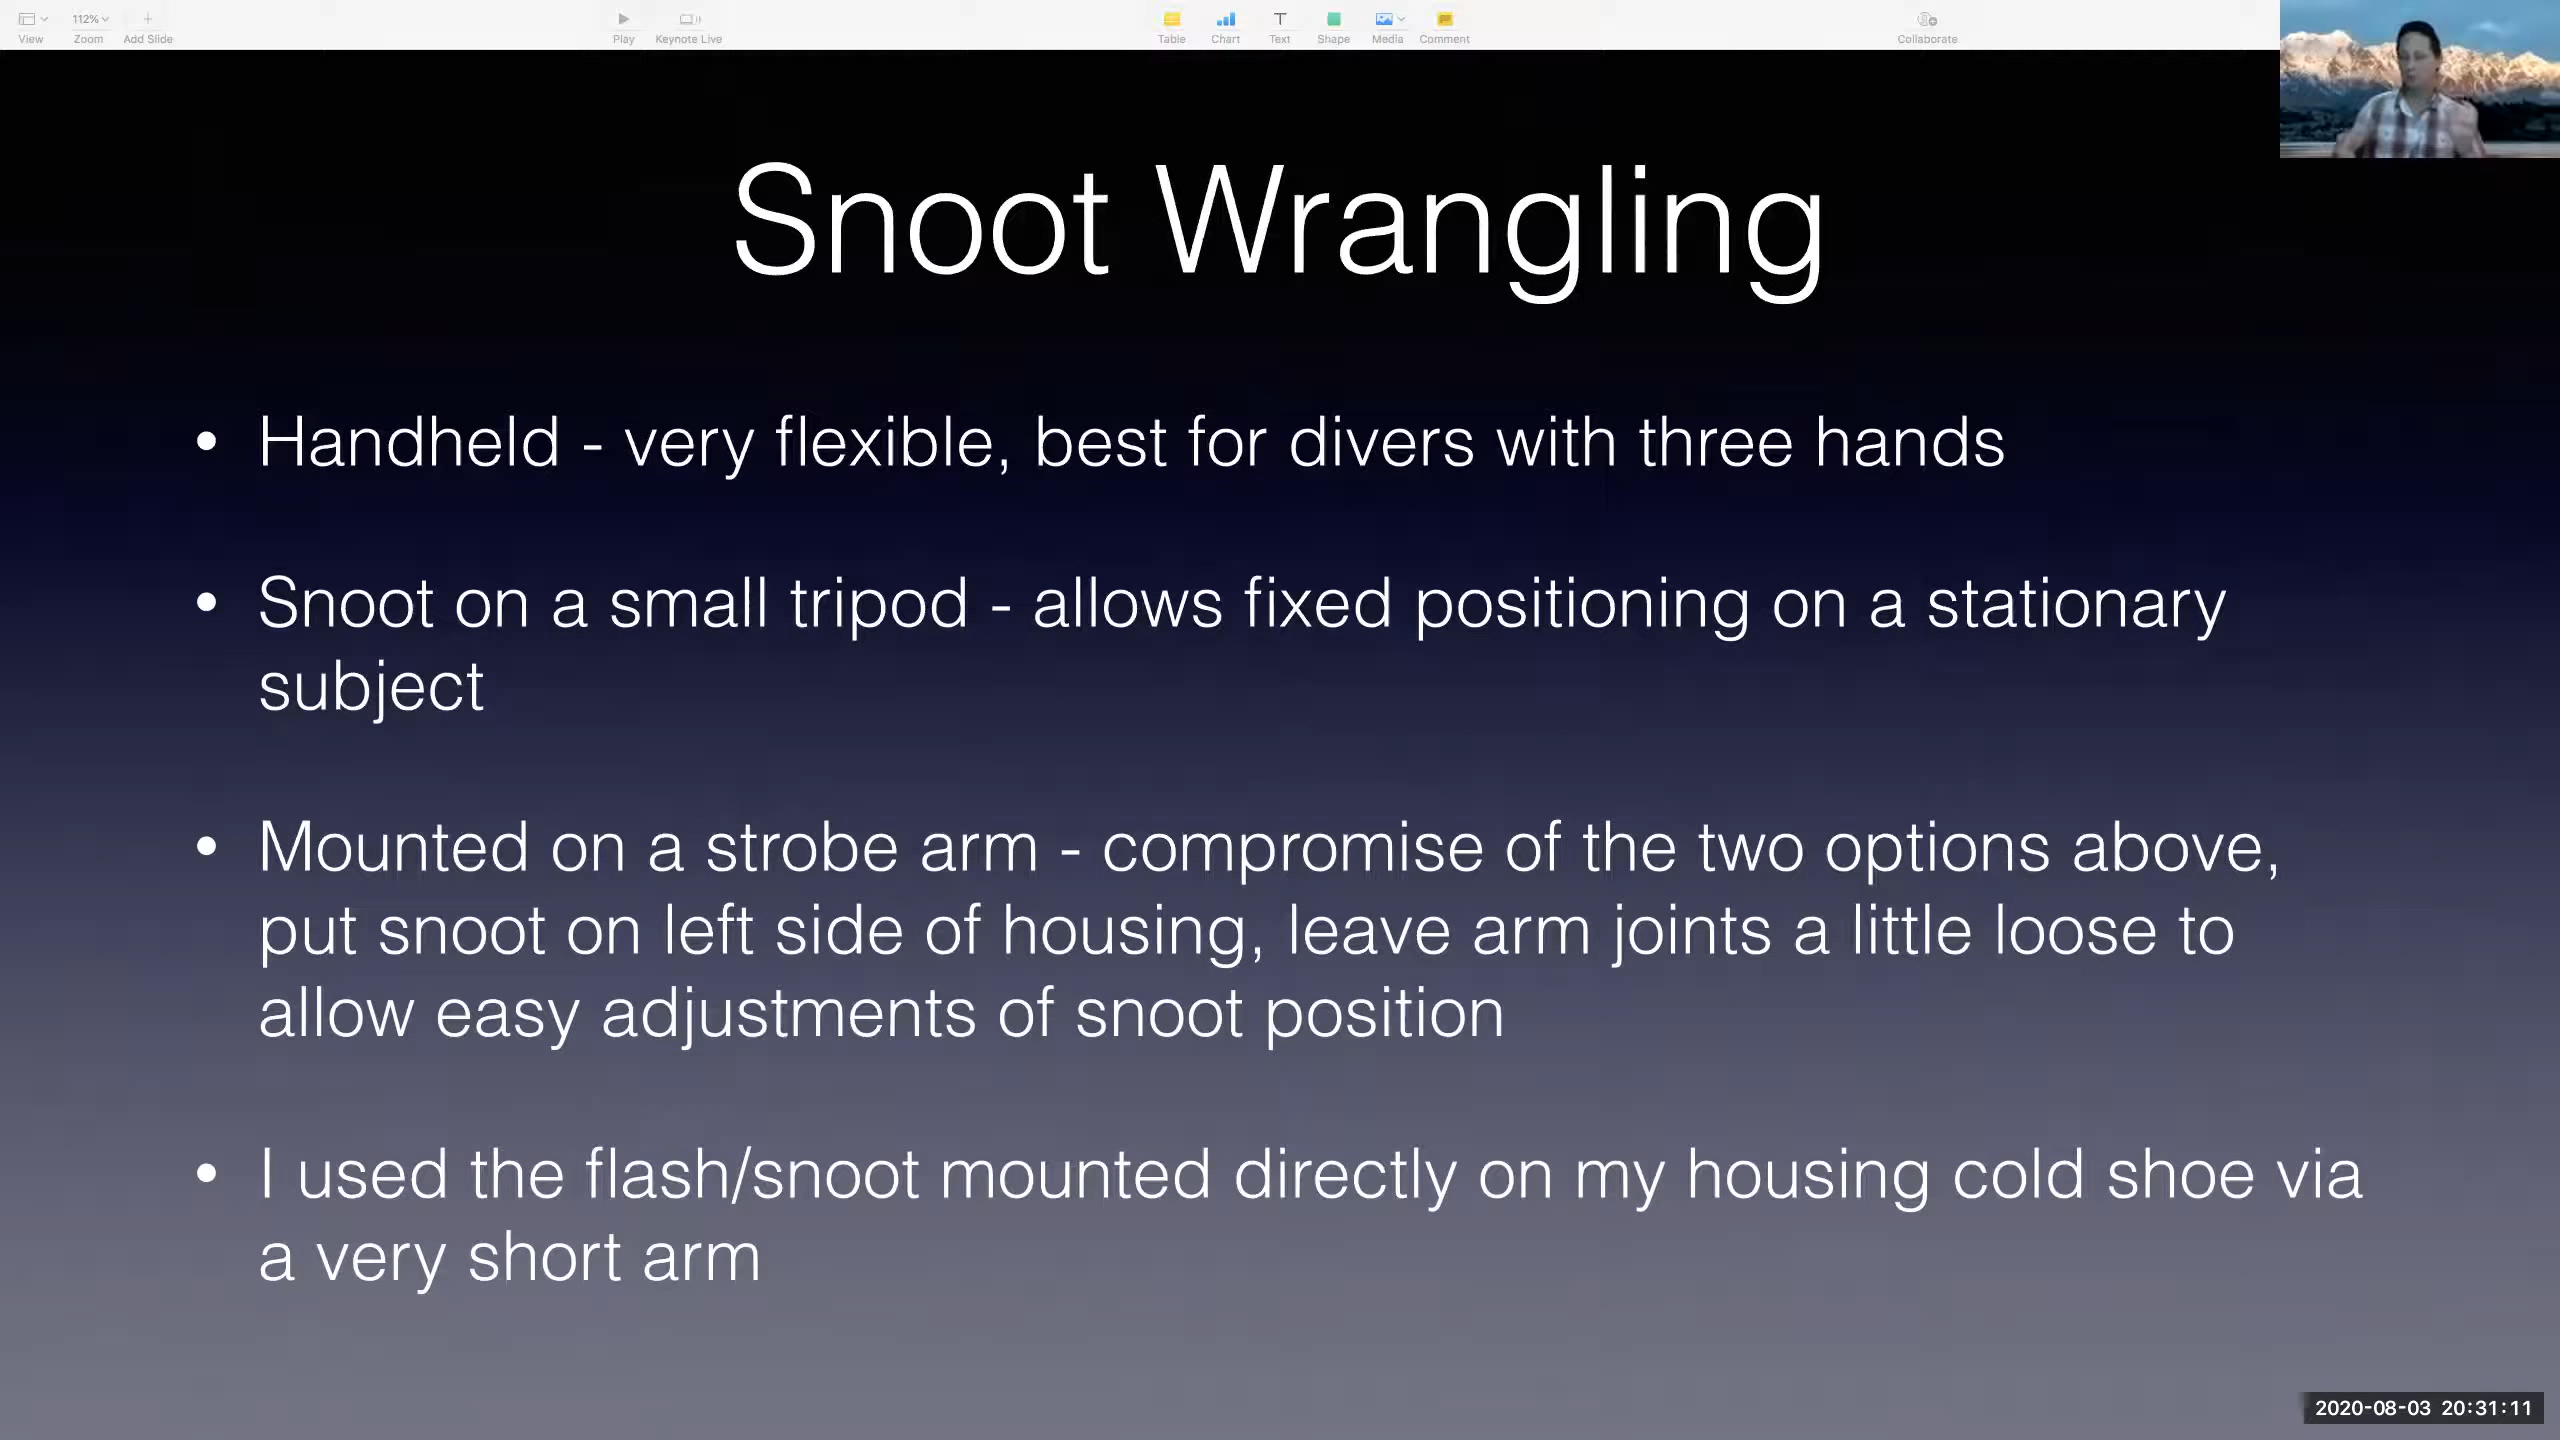 112%
View
Zoom
Add Slide
Play
Keynote Live
Table
Chart
Text
Shape
Media
Comment
Collaborate
Snoot Wrangling
• Handheld - very flexible, best for divers with three hands
• Snoot on a small tripod - allows fixed positioning on a stationary
subject
• Mounted on a strobe arm - compromise of the two options above,
put snoot on left side of housing, leave arm joints a little loose to
allow easy adjustments of snoot position
• I used the flash/snoot mounted directly on my housing cold shoe via
a very short arm
2020-08-03 20:31:11